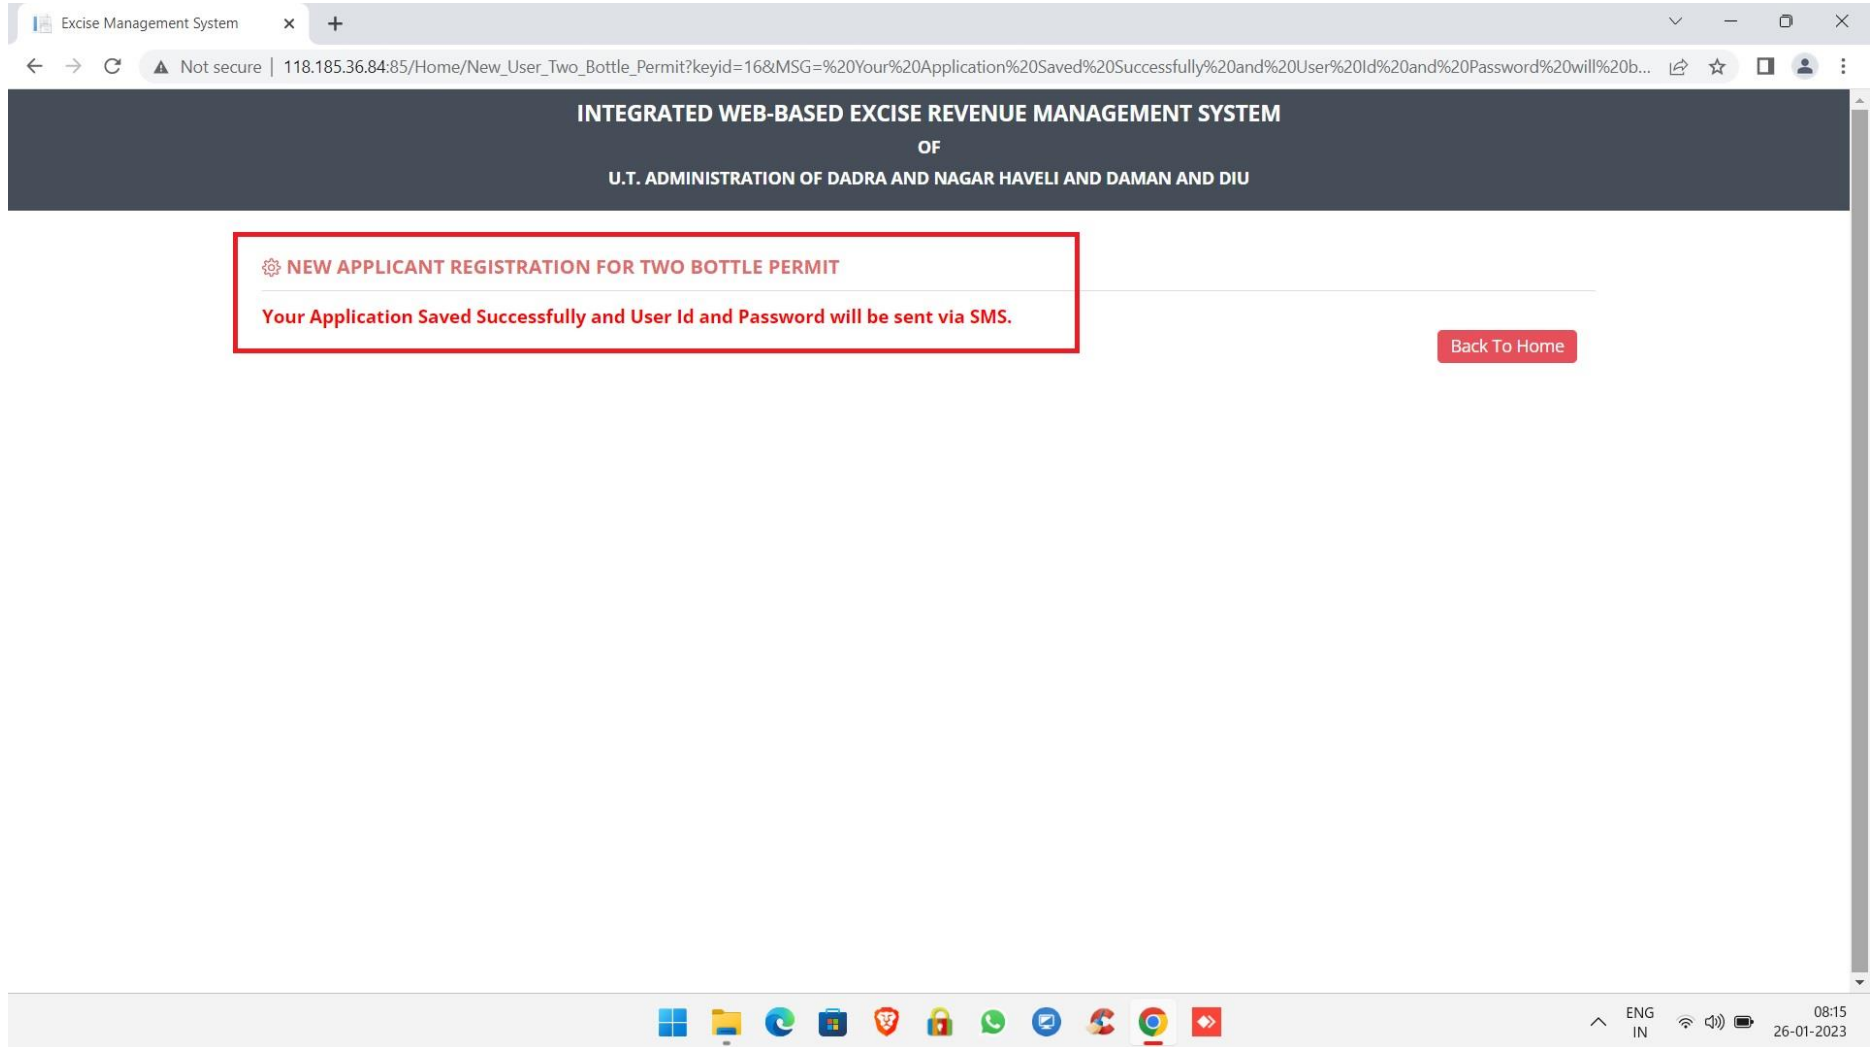 Excise Management System
Not secure | 118.185.36.84:85/Home/New_User_Two_Bottle_Permit?keyid=16&MSG=%20Your%20Application%20Saved%20Successfully%20and%20User%20Id%20and%20Password%20will%20b...
INTEGRATED WEB-BASED EXCISE REVENUE MANAGEMENT SYSTEM
OF
U.T. ADMINISTRATION OF DADRA AND NAGAR HAVELI AND DAMAN AND DIU
NEW APPLICANT REGISTRATION FOR TWO BOTTLE PERMIT
Your Application Saved Successfully and User Id and Password will be sent via SMS.
Back To Home
ENG
IN
08:15
26-01-2023